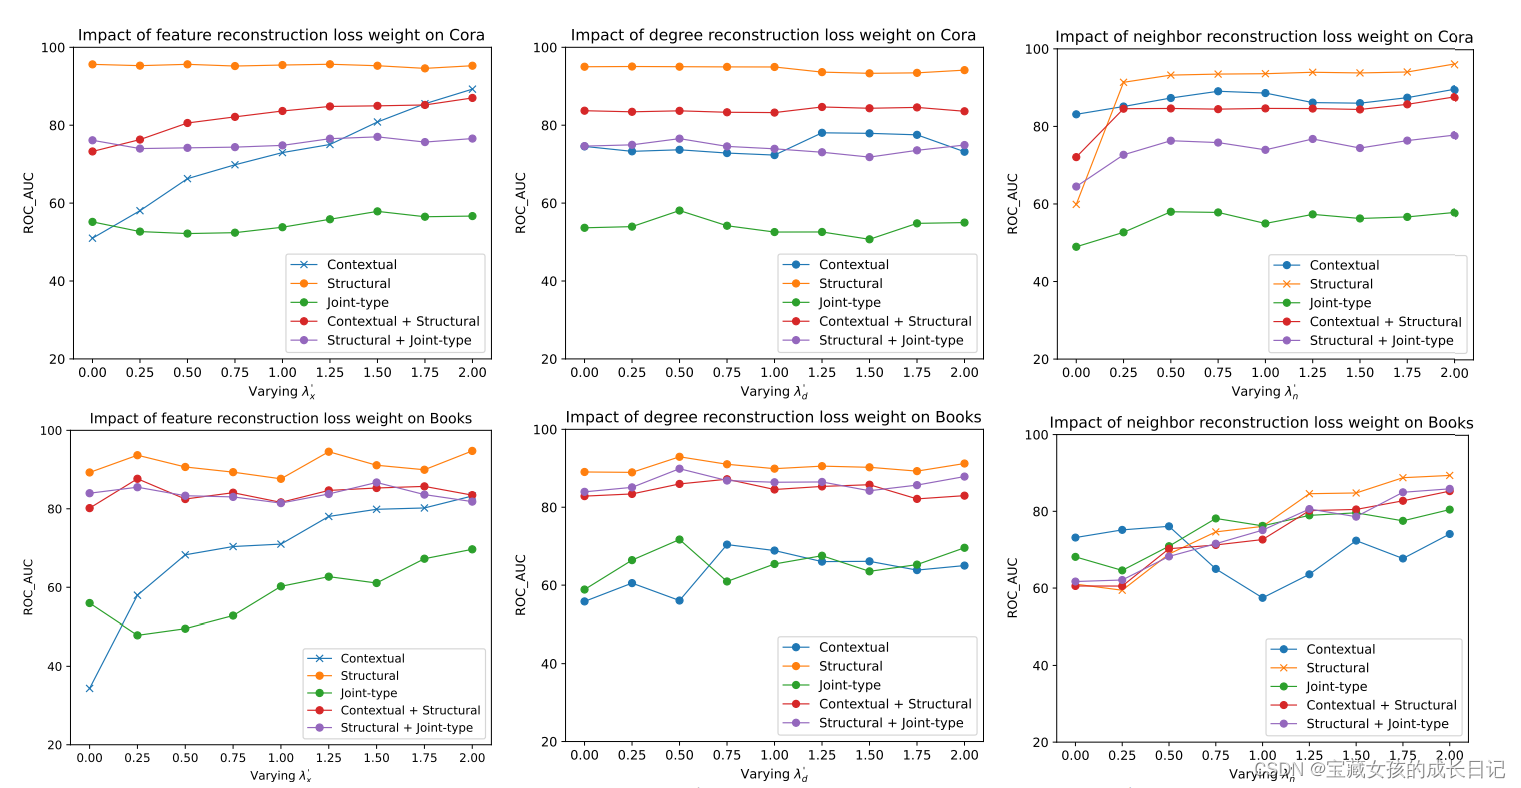 Impact of feature reconstruction loss weight on Cora
100
80
60
40
20
ROC_AUC
Contextual
Structural
Joint-type
Contextual + Structural
Structural + Joint-type
0.00 0.25 0.50 0.75 1.00 1.25 1.50 1.75 2.00
Varying λ'ₓ
Impact of degree reconstruction loss weight on Cora
100
80
60
40
20
ROC_AUC
Contextual
Structural
Joint-type
Contextual + Structural
Structural + Joint-type
0.00 0.25 0.50 0.75 1.00 1.25 1.50 1.75 2.00
Varying λ'd
Impact of neighbor reconstruction loss weight on Cora
100
80
60
40
20
ROC_AUC
Contextual
Structural
Joint-type
Contextual + Structural
Structural + Joint-type
0.00 0.25 0.50 0.75 1.00 1.25 1.50 1.75 2.00
Varying λ'n
Impact of feature reconstruction loss weight on Books
100
80
60
40
20
ROC_AUC
Contextual
Structural
Joint-type
Contextual + Structural
Structural + Joint-type
0.00 0.25 0.50 0.75 1.00 1.25 1.50 1.75 2.00
Varying λ'ₓ
Impact of degree reconstruction loss weight on Books
100
80
60
40
20
ROC_AUC
Contextual
Structural
Joint-type
Contextual + Structural
Structural + Joint-type
0.00 0.25 0.50 0.75 1.00 1.25 1.50 1.75 2.00
Varying λ'd
Impact of neighbor reconstruction loss weight on Books
100
80
60
40
20
ROC_AUC
Contextual
Structural
Joint-type
Contextual + Structural
Structural + Joint-type
0.00 0.25 0.50 0.75 1.00 1.25 1.50 1.75 2.00
Varying λ'n
CSDN @宝藏女孩的成长日记